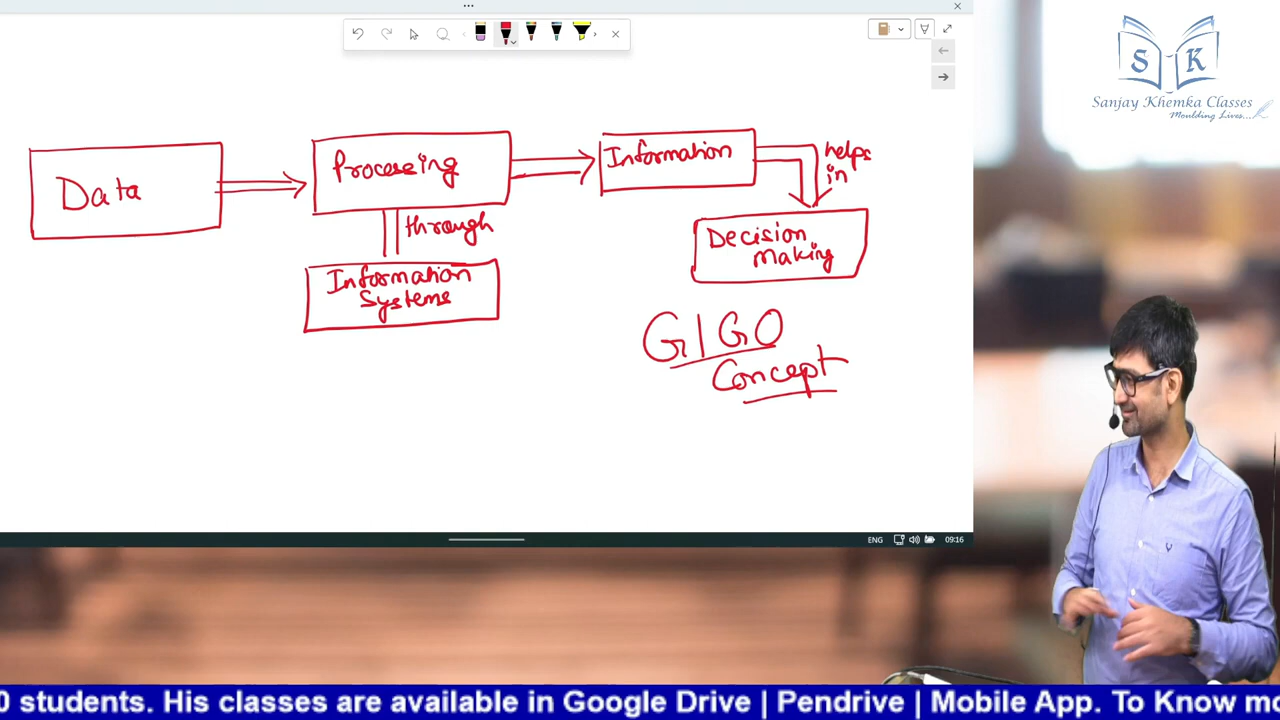 S K
Sanjay Khemka Classes
Moulding Lives...
Data
Processing
Information
helps
in
through
Decision
Making
Information
Systems
GIGO
Concept
ENG 09:16
0 students. His classes are available in Google Drive | Pendrive | Mobile App. To Know mo